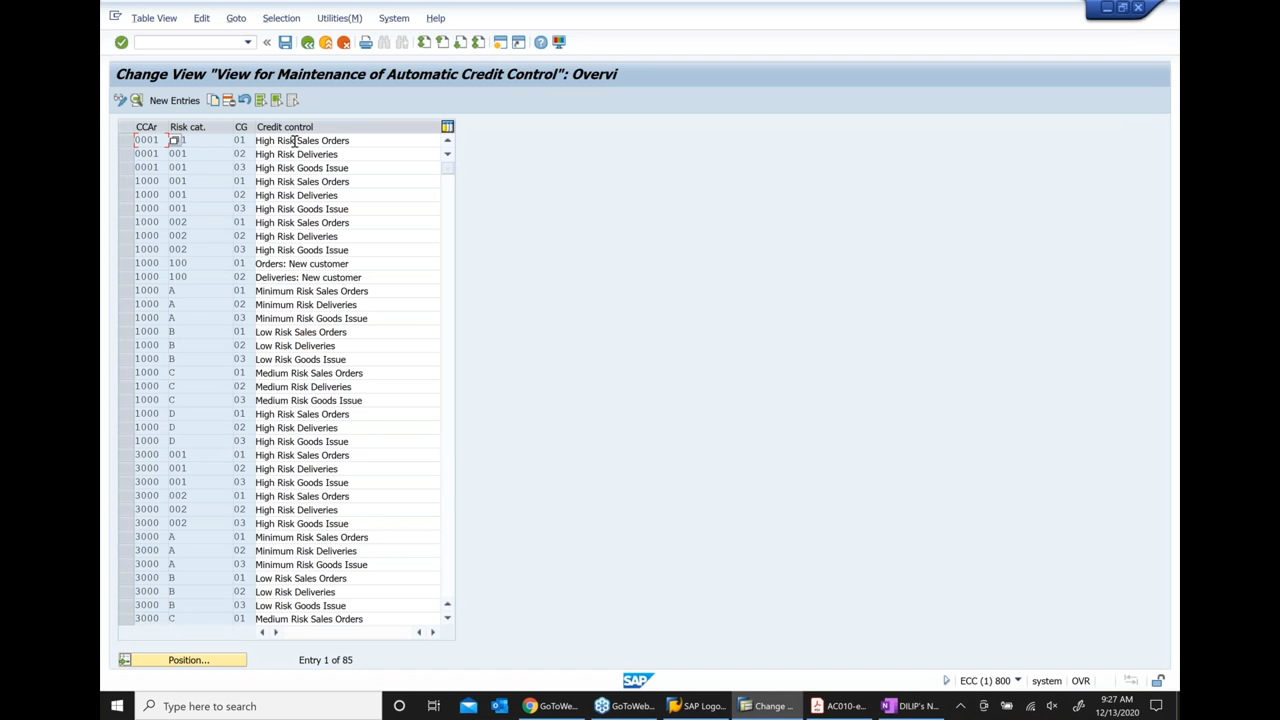 Table View Edit Goto Selection Utilities(M) System Help
Change View "View for Maintenance of Automatic Credit Control": Overvi
New Entries
CCAr Risk cat. CG Credit control
0001 1 01 High Risk Sales Orders
0001 001 02 High Risk Deliveries
0001 001 03 High Risk Goods Issue
1000 001 01 High Risk Sales Orders
1000 001 02 High Risk Deliveries
1000 001 03 High Risk Goods Issue
1000 002 01 High Risk Sales Orders
1000 002 02 High Risk Deliveries
1000 002 03 High Risk Goods Issue
1000 100 01 Orders: New customer
1000 100 02 Deliveries: New customer
1000 A 01 Minimum Risk Sales Orders
1000 A 02 Minimum Risk Deliveries
1000 A 03 Minimum Risk Goods Issue
1000 B 01 Low Risk Sales Orders
1000 B 02 Low Risk Deliveries
1000 B 03 Low Risk Goods Issue
1000 C 01 Medium Risk Sales Orders
1000 C 02 Medium Risk Deliveries
1000 C 03 Medium Risk Goods Issue
1000 D 01 High Risk Sales Orders
1000 D 02 High Risk Deliveries
1000 D 03 High Risk Goods Issue
3000 001 01 High Risk Sales Orders
3000 001 02 High Risk Deliveries
3000 001 03 High Risk Goods Issue
3000 002 01 High Risk Sales Orders
3000 002 02 High Risk Deliveries
3000 002 03 High Risk Goods Issue
3000 A 01 Minimum Risk Sales Orders
3000 A 02 Minimum Risk Deliveries
3000 A 03 Minimum Risk Goods Issue
3000 B 01 Low Risk Sales Orders
3000 B 02 Low Risk Deliveries
3000 B 03 Low Risk Goods Issue
3000 C 01 Medium Risk Sales Orders
Position... Entry 1 of 85
SAP ECC (1) 800 system OVR
Type here to search GoToWe... GoToWeb... SAP Logo... Change ... AC010-e... DILIP's N... 9:27 AM
12/13/2020